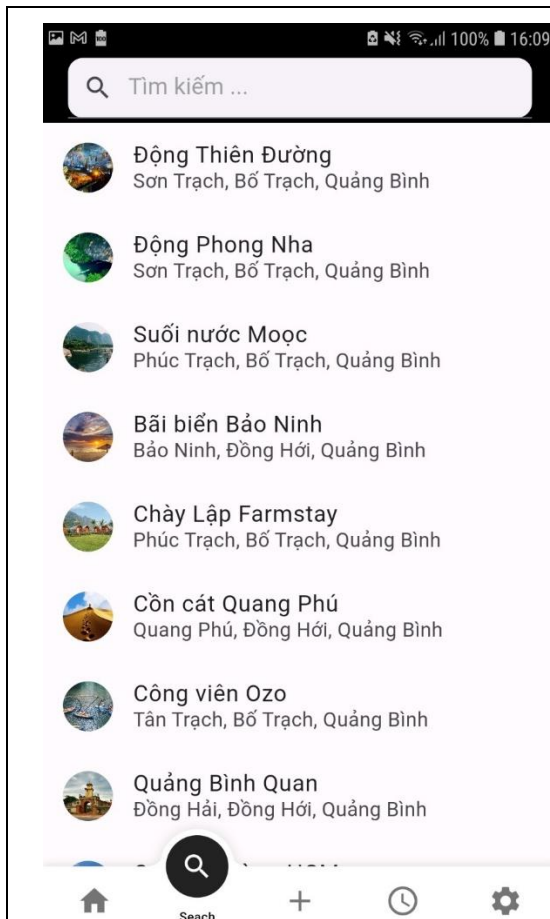 100% 16:09
Tìm kiếm ...
Động Thiên Đường
Sơn Trạch, Bố Trạch, Quảng Bình
Động Phong Nha
Sơn Trạch, Bố Trạch, Quảng Bình
Suối nước Moọc
Phúc Trạch, Bố Trạch, Quảng Bình
Bãi biển Bảo Ninh
Bảo Ninh, Đồng Hới, Quảng Bình
Chày Lập Farmstay
Phúc Trạch, Bố Trạch, Quảng Bình
Cồn cát Quang Phú
Quang Phú, Đồng Hới, Quảng Bình
Công viên Ozo
Tân Trạch, Bố Trạch, Quảng Bình
Quảng Bình Quan
Đồng Hải, Đồng Hới, Quảng Bình
Seach